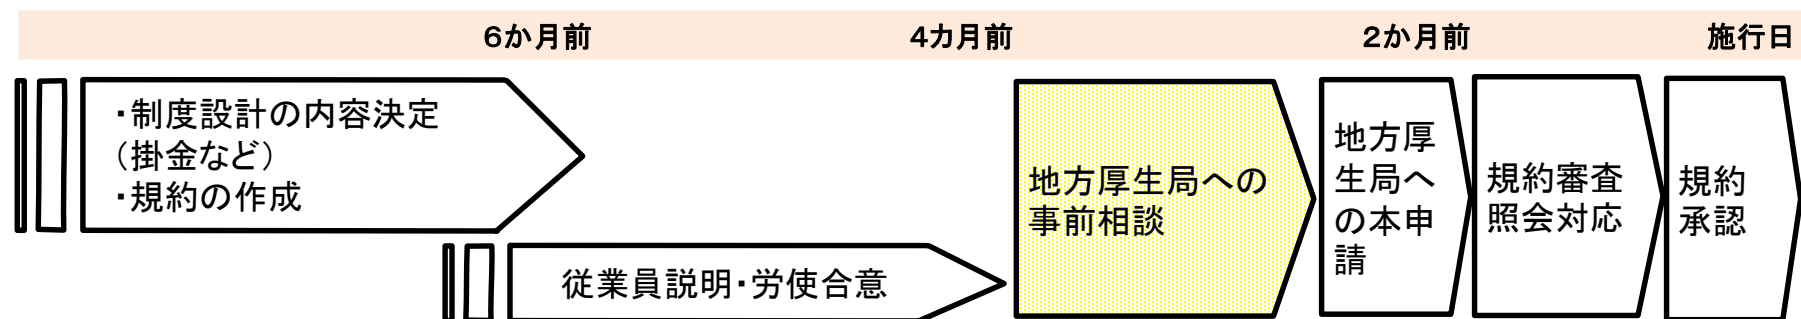 6か月前
4カ月前
2か月前
施行日
・制度設計の内容決定
（掛金など）
・規約の作成
従業員説明・労使合意
地方厚生局への
事前相談
地方厚
生局へ
の本申
請
規約審査
照会対応
規約
承認